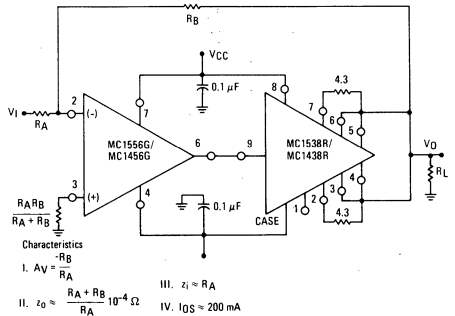 RB
VCC
0.1 μF
8
4.3
7
6
5
VI
RA
2
(-)
7
MC1556G/
MC1456G
6
9
MC1538R/
MC1438R
VO
RL
3
(+)
4
0.1 μF
CASE
1
2
3
4
4.3
RARB
RA + RB
Characteristics
I. AV = -RB
RA
II. zo ≈ RA + RB
RA
10⁻⁴ Ω
III. zi ≈ RA
IV. IOS ≈ 200 mA